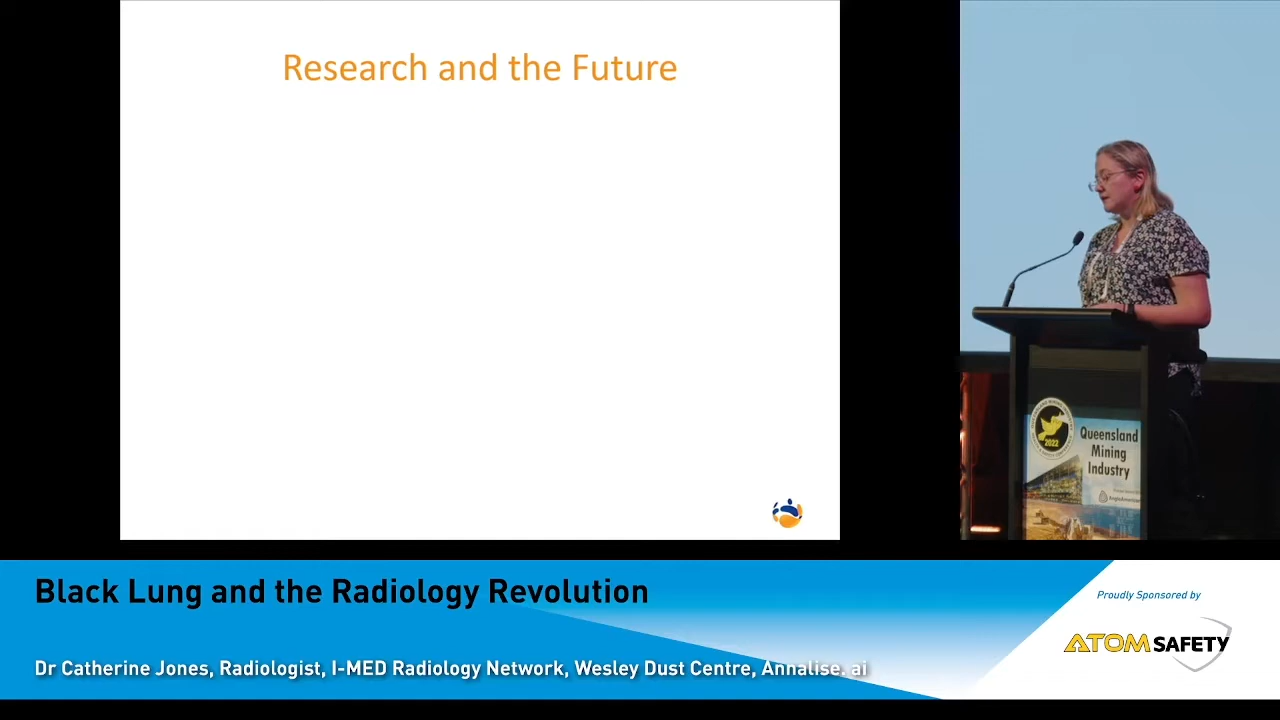 Research and the Future
2022
Queensland
Mining
Industry
AngloAmerican
Black Lung and the Radiology Revolution
Proudly Sponsored by
ATOM SAFETY
Dr Catherine Jones, Radiologist, I-MED Radiology Network, Wesley Dust Centre, Annalise. ai